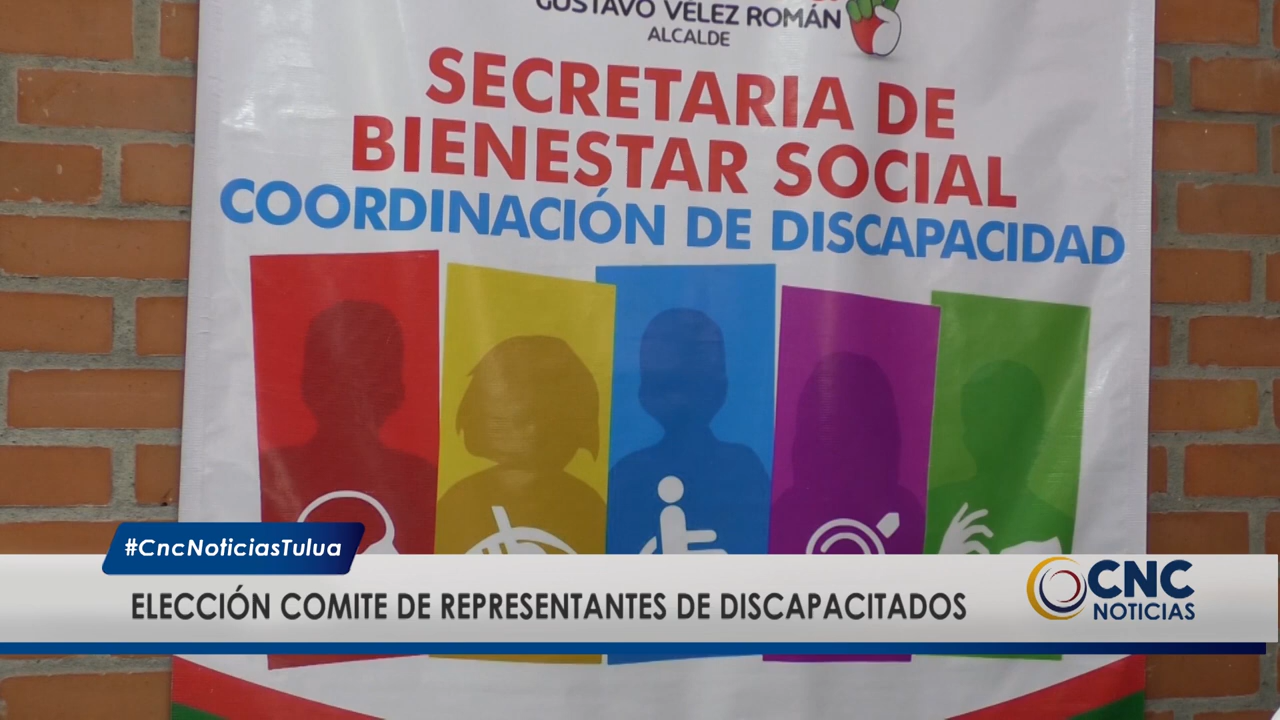 GUSTAVO VÉLEZ ROMÁN
ALCALDE
SECRETARIA DE
BIENESTAR SOCIAL
COORDINACIÓN DE DISCAPACIDAD
#CncNoticiasTulua
ELECCIÓN COMITE DE REPRESENTANTES DE DISCAPACITADOS
CNC
NOTICIAS